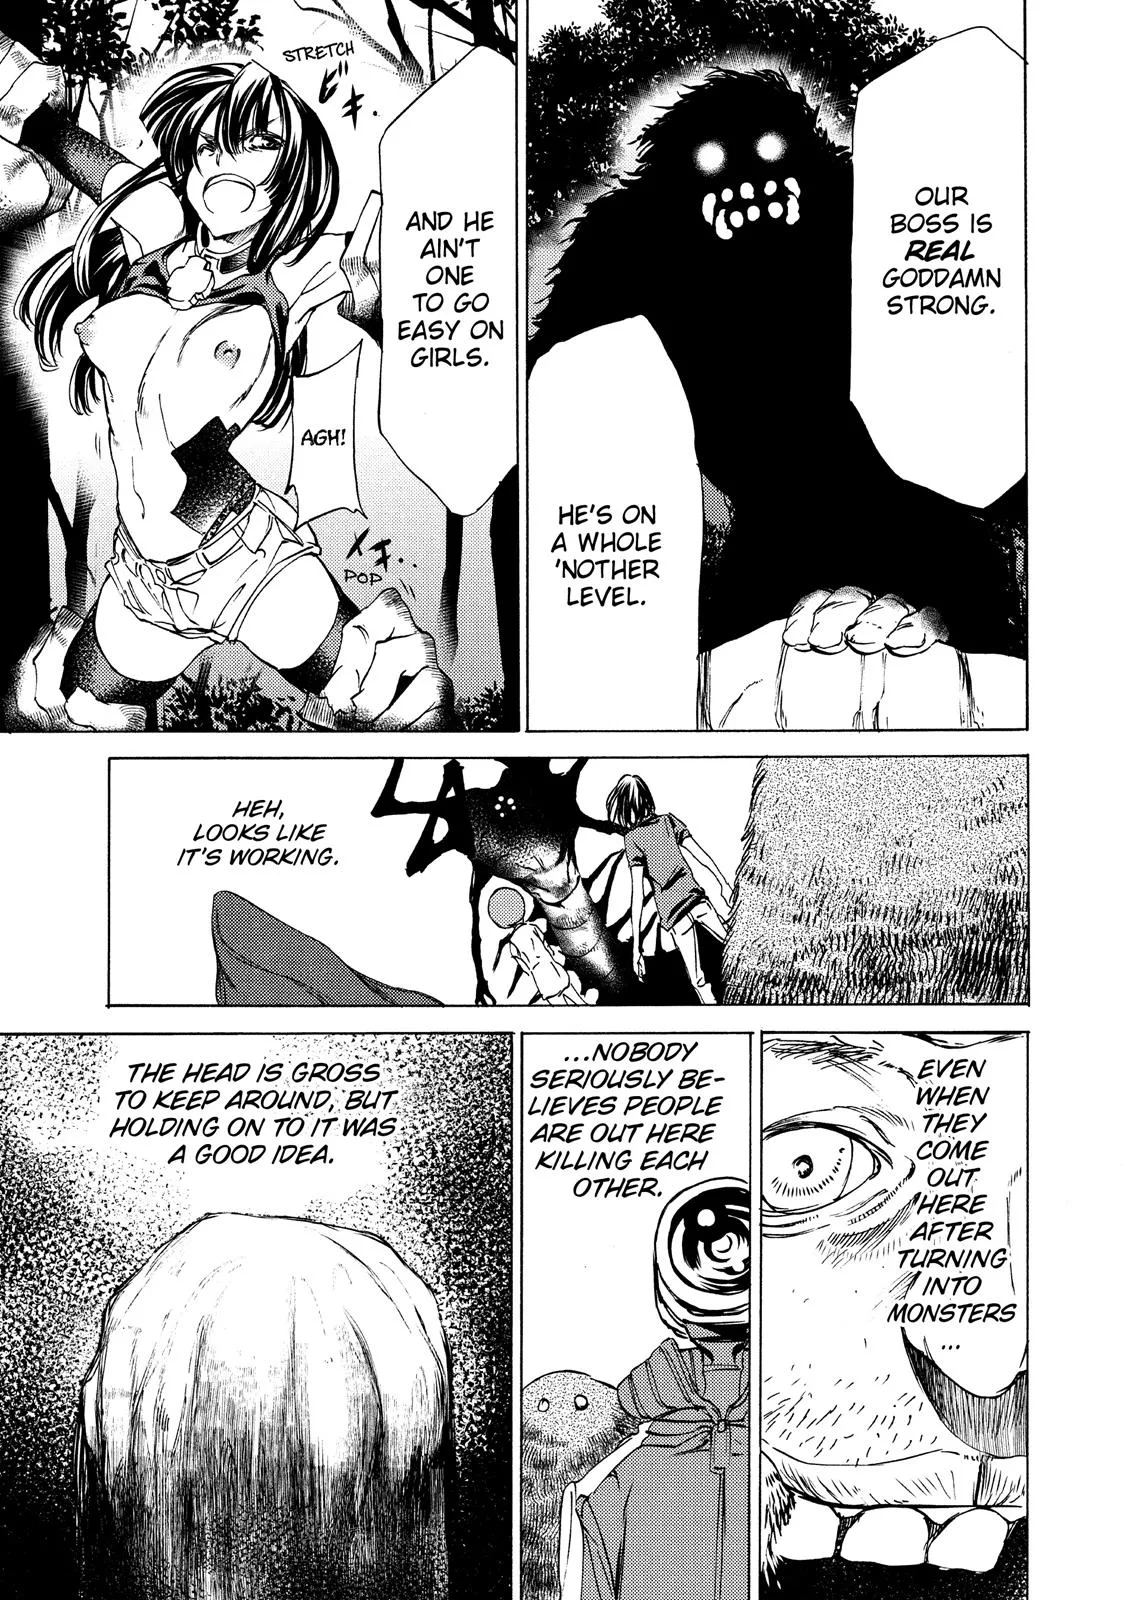 OUR
BOSS IS
REAL
GODDAMN
STRONG.
HE'S ON
A WHOLE
'NOTHER
LEVEL.
STRETCH
ビキ.
AND HE
AIN'T
ONE
TO GO
EASY ON
GIRLS.
AGH!
POP
HEH,
LOOKS LIKE
IT'S WORKING.
EVEN
WHEN
THEY
COME
OUT
HERE
AFTER
TURNING
INTO
MONSTERS
...
...NOBODY
SERIOUSLY BE-
LIEVES PEOPLE
ARE OUT HERE
KILLING EACH
OTHER.
THE HEAD IS GROSS
TO KEEP AROUND, BUT
HOLDING ON TO IT WAS
A GOOD IDEA.